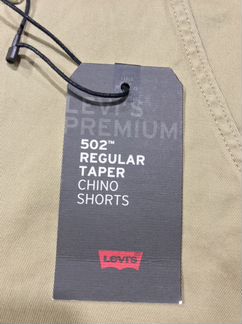 LEVI'S
PREMIUM
502™
REGULAR
TAPER
CHINO
SHORTS
Levi's